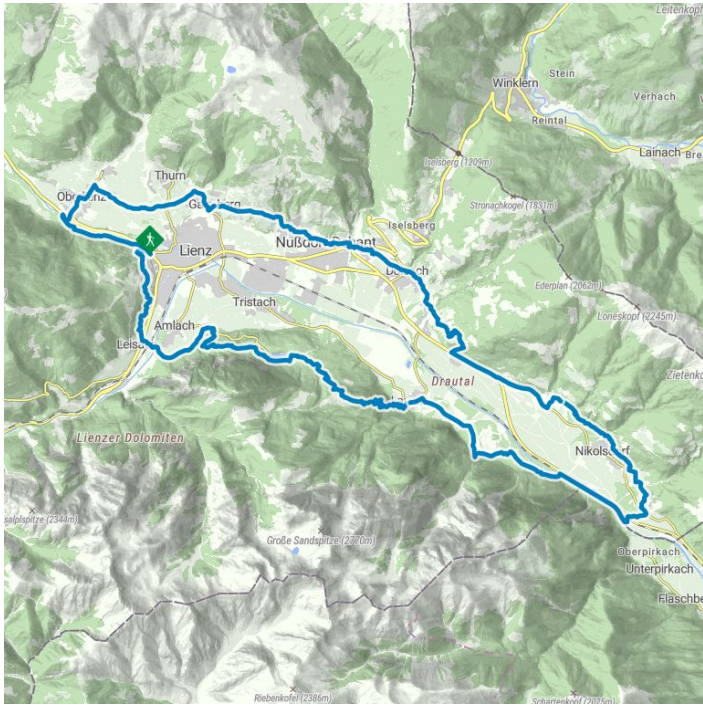 Leitenkopf
Winklern
Stein
Verhach
Reintal
Lainach
Iselsberg (1209m)
Thurn
Stronachkogel (1831m)
Iselsberg
Lienz
Ederplan (2062m)
Tristach
Loneskopf (2245m)
Amlach
Drautal
Lienzer Dolomiten
Nikolsdorf
Große Sandspitze (2770m)
Oberpirkach
Unterpirkach
Riebenkofel (2386m)